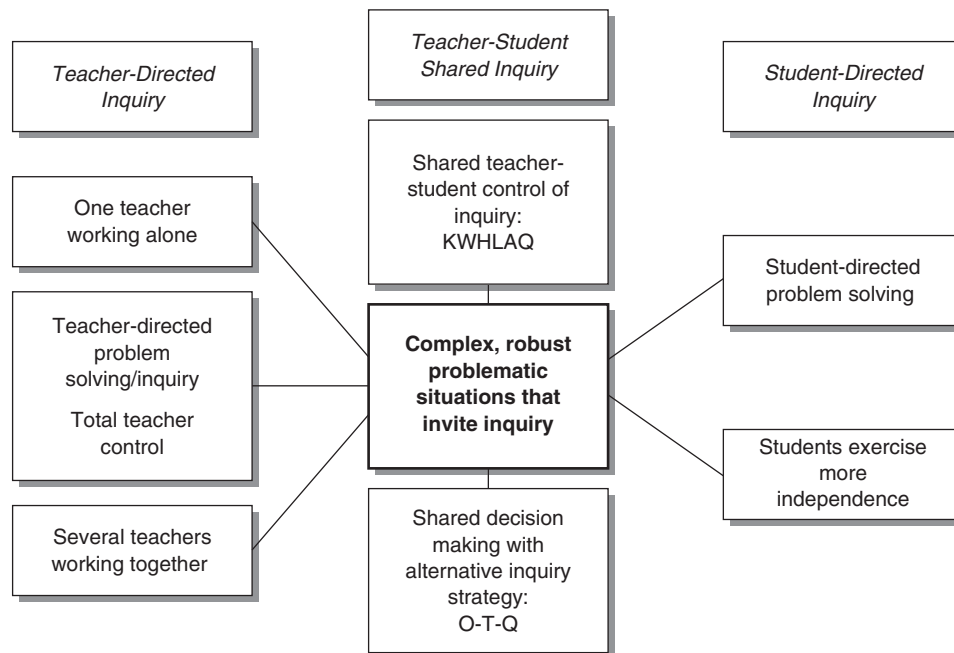 Teacher-Directed
Inquiry
One teacher
working alone
Teacher-directed
problem
solving/inquiry
Total teacher
control
Several teachers
working together
Teacher-Student
Shared Inquiry
Shared teacher-
student control of
inquiry:
KWHLAQ
Complex, robust
problematic
situations that
invite inquiry
Shared decision
making with
alternative inquiry
strategy:
O-T-Q
Student-Directed
Inquiry
Student-directed
problem solving
Students exercise
more
independence